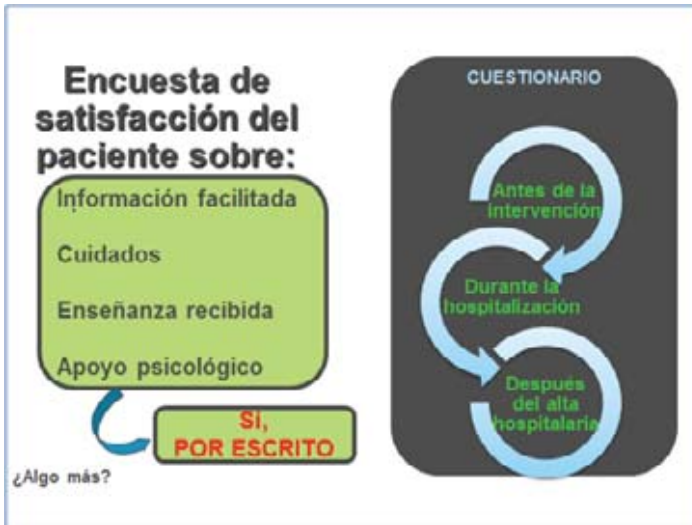 Encuesta de
satisfacción del
paciente sobre:
Información facilitada
Cuidados
Enseñanza recibida
Apoyo psicológico
SÍ,
POR ESCRITO
¿Algo más?
CUESTIONARIO
Antes de la
intervención
Durante la
hospitalización
Después
del alta
hospitalaria